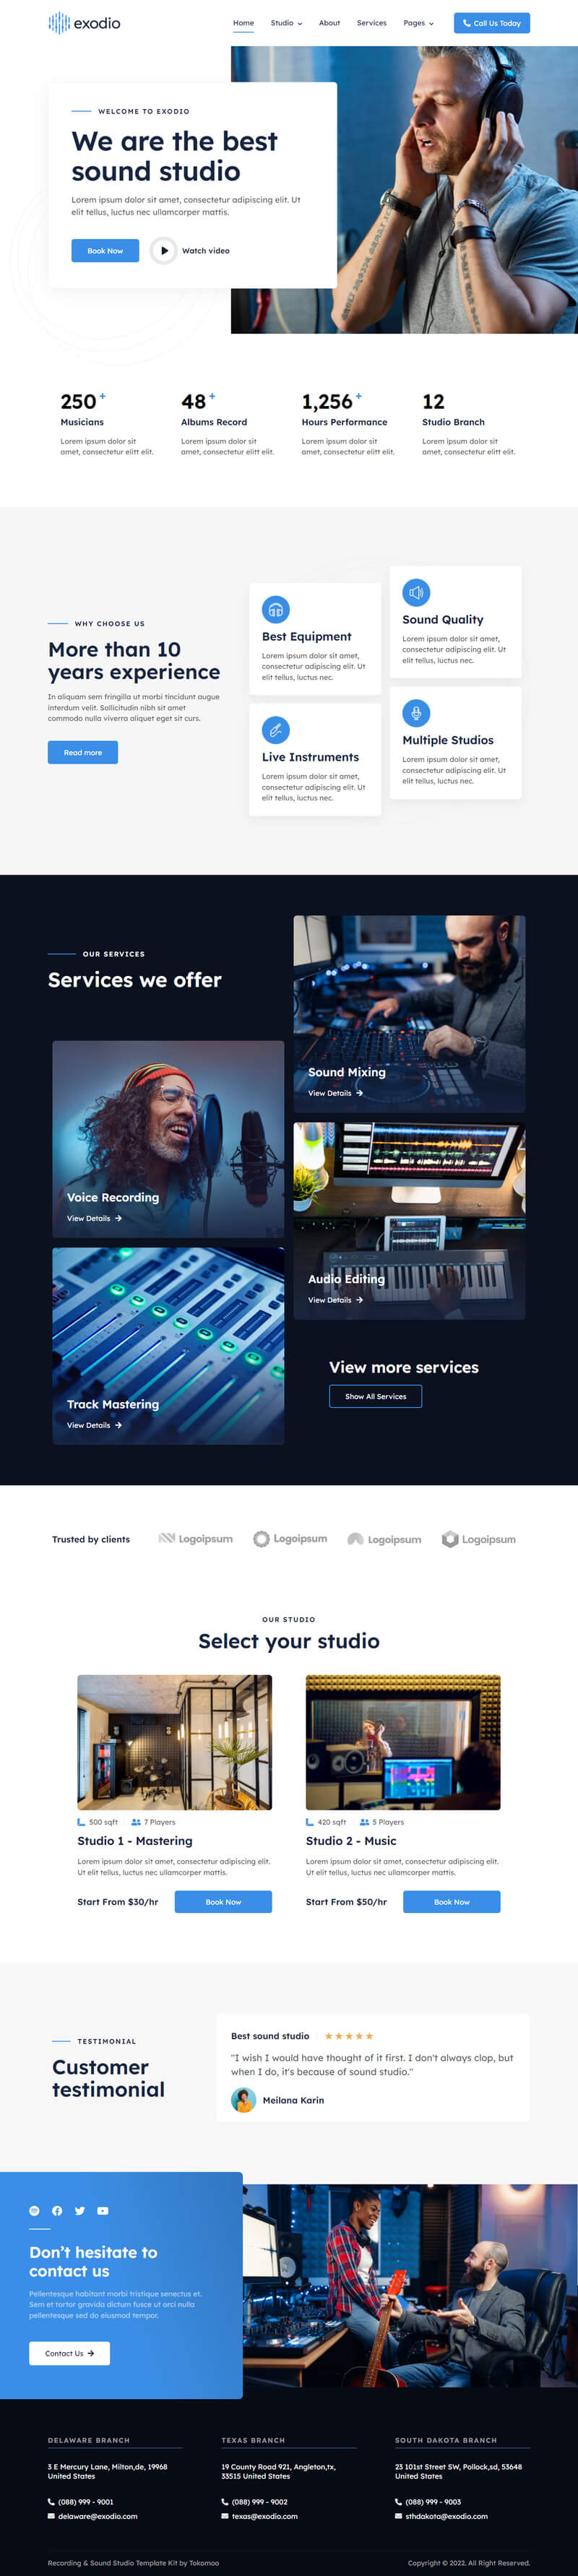 exodio
Home Studio About Services Pages Call Us Today
WELCOME TO EXODIO
We are the best
sound studio
Lorem ipsum dolor sit amet, consectetur adipiscing elit. Ut
elit tellus, luctus nec ullamcorper mattis.
Book Now Watch video
250+ 48+ 1,256+ 12
Musicians Albums Record Hours Performance Studio Branch
Lorem ipsum dolor sit Lorem ipsum dolor sit Lorem ipsum dolor sit Lorem ipsum dolor sit
amet, consectetur elitt elit. amet, consectetur elitt elit. amet, consectetur elitt elit. amet, consectetur elitt elit.
WHY CHOOSE US
More than 10
years experience
In aliquam sem fringilla ut morbi tincidunt augue
interdum velit. Sollicitudin nibh sit amet
commodo nulla viverra aliquet eget sit curs.
Read more
Best Equipment
Lorem ipsum dolor sit amet,
consectetur adipiscing elit. Ut
elit tellus, luctus nec.
Sound Quality
Lorem ipsum dolor sit amet,
consectetur adipiscing elit. Ut
elit tellus, luctus nec.
Live Instruments
Lorem ipsum dolor sit amet,
consectetur adipiscing elit. Ut
elit tellus, luctus nec.
Multiple Studios
Lorem ipsum dolor sit amet,
consectetur adipiscing elit. Ut
elit tellus, luctus nec.
OUR SERVICES
Services we offer
Sound Mixing
View Details
Voice Recording
View Details
Audio Editing
View Details
Track Mastering
View Details
View more services
Show All Services
Trusted by clients Logoipsum Logoipsum Logoipsum Logoipsum
OUR STUDIO
Select your studio
500 sqft 7 Players
Studio 1 - Mastering
Lorem ipsum dolor sit amet, consectetur adipiscing elit.
Ut elit tellus, luctus nec ullamcorper mattis.
Start From $30/hr Book Now
420 sqft 5 Players
Studio 2 - Music
Lorem ipsum dolor sit amet, consectetur adipiscing elit.
Ut elit tellus, luctus nec ullamcorper mattis.
Start From $50/hr Book Now
TESTIMONIAL
Customer
testimonial
Best sound studio
"I wish I would have thought of it first. I don't always clop, but
when I do, it's because of sound studio."
Meilana Karin
Don't hesitate to
contact us
Pellentesque habitant morbi tristique senectus et.
Sem et tortor gravida dictum fusce ut orci nulla
pellentesque sed do eiusmod tempor.
Contact Us
DELAWARE BRANCH
3 E Mercury Lane, Milton,de, 19968
United States
(088) 999 - 9001
delaware@exodio.com
TEXAS BRANCH
19 County Road 921, Angleton,tx,
33515 United States
(088) 999 - 9002
texas@exodio.com
SOUTH DAKOTA BRANCH
23 101st Street SW, Pollock,sd, 53648
United States
(088) 999 - 9003
sthdakota@exodio.com
Recording & Sound Studio Template Kit by Tokomoo Copyright © 2022. All Right Reserved.